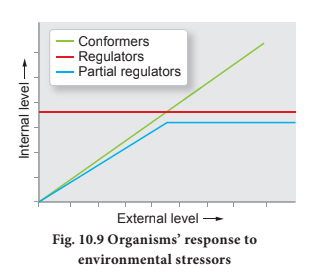 Conformers
Regulators
Partial regulators
Internal level →
External level →
Fig. 10.9 Organisms' response to
environmental stressors